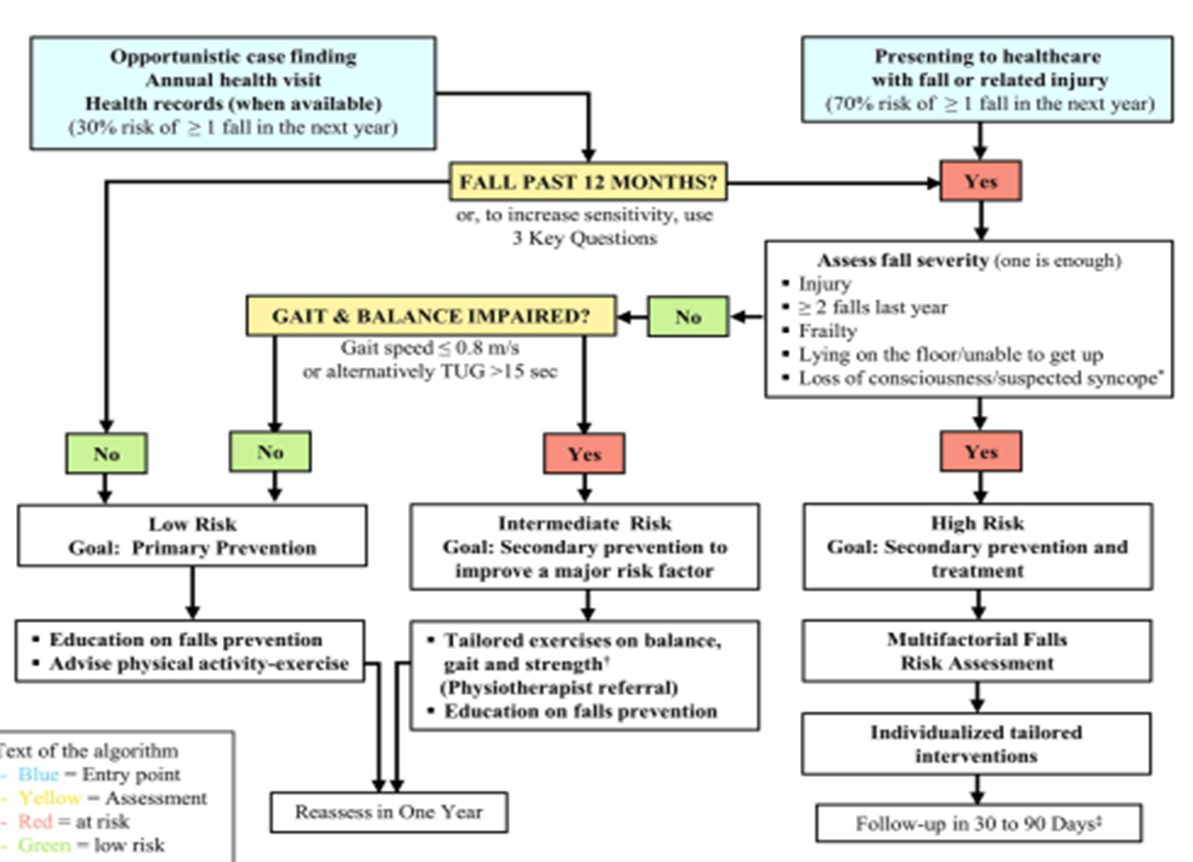 Opportunistic case finding
Annual health visit
Health records (when available)
(30% risk of ≥ 1 fall in the next year)
Presenting to healthcare
with fall or related injury
(70% risk of ≥ 1 fall in the next year)
FALL PAST 12 MONTHS?
Yes
or, to increase sensitivity, use
3 Key Questions
Assess fall severity (one is enough)
▪ Injury
▪ ≥ 2 falls last year
▪ Frailty
▪ Lying on the floor/unable to get up
▪ Loss of consciousness/suspected syncope*
No
GAIT & BALANCE IMPAIRED?
Gait speed ≤ 0.8 m/s
or alternatively TUG >15 sec
No
No
Yes
Yes
Low Risk
Goal: Primary Prevention
Intermediate Risk
Goal: Secondary prevention to
improve a major risk factor
High Risk
Goal: Secondary prevention and
treatment
▪ Education on falls prevention
▪ Advise physical activity-exercise
▪ Tailored exercises on balance,
gait and strength†
(Physiotherapist referral)
▪ Education on falls prevention
Multifactorial Falls
Risk Assessment
Individualized tailored
interventions
Reassess in One Year
Follow-up in 30 to 90 Days‡
Text of the algorithm
- Blue = Entry point
- Yellow = Assessment
- Red = at risk
- Green = low risk